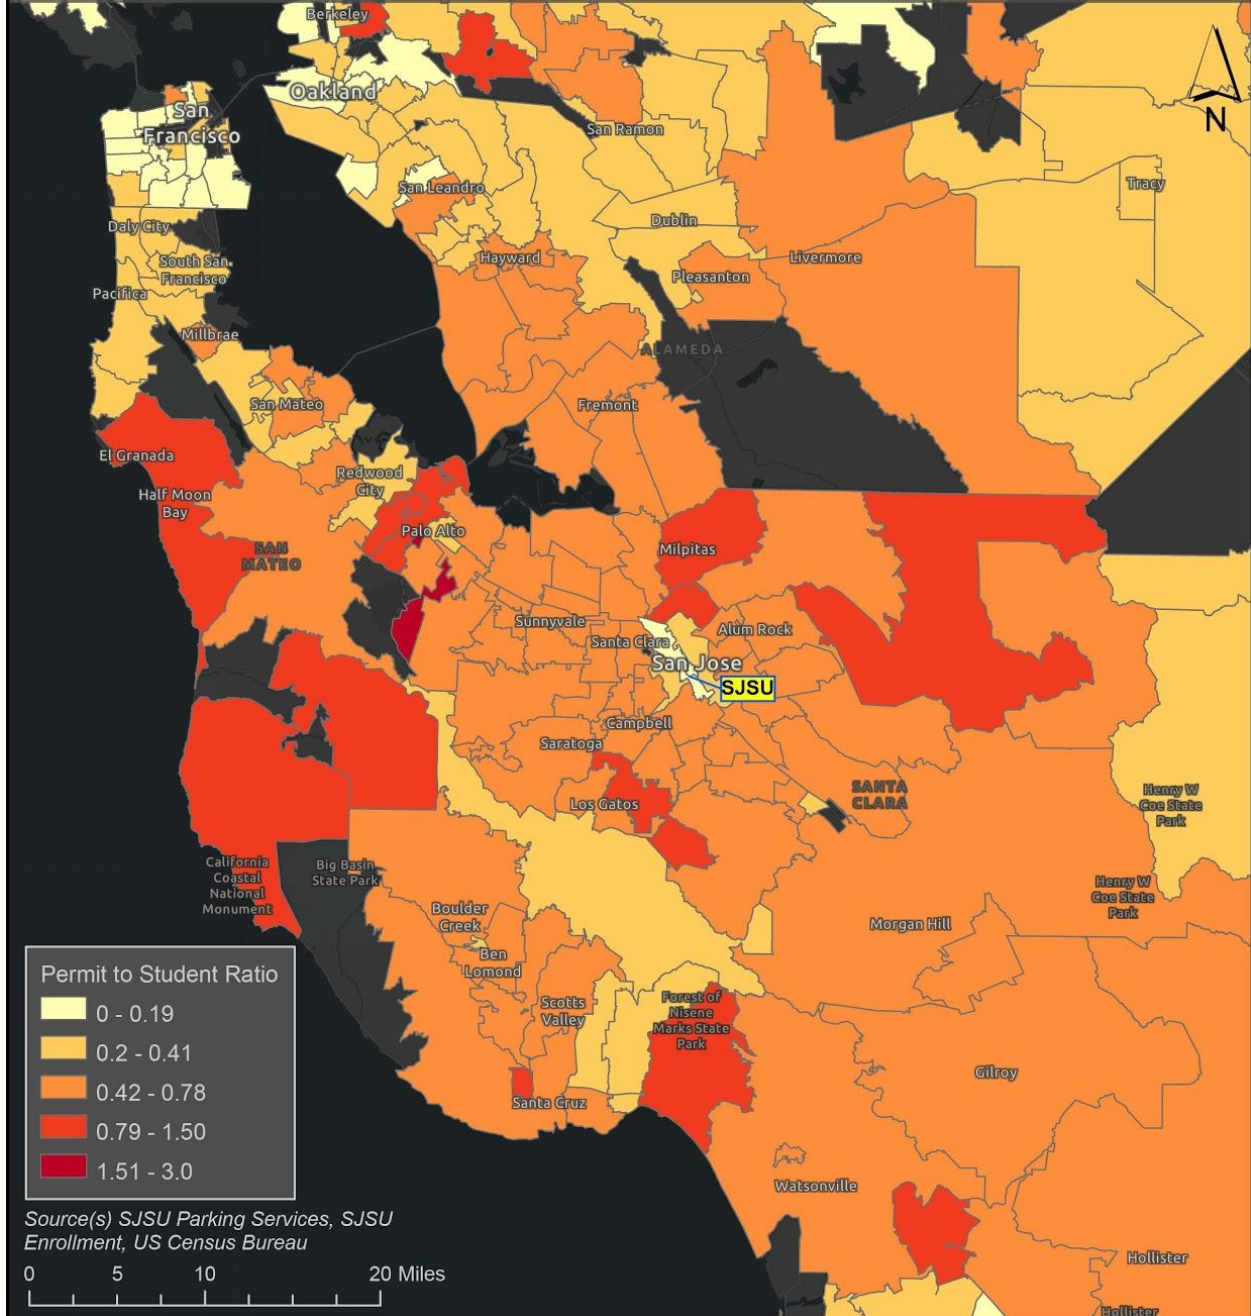 Berkeley
Oakland
San
Francisco
San Ramon
San Leandro
Tracy
Daly City
Dublin
South San
Francisco
Hayward
Livermore
Pleasanton
Pacifica
Millbrae
ALAMEDA
San Mateo
Fremont
El Granada
Redwood
City
Half Moon
Bay
Palo Alto
SAN
MATEO
Milpitas
Sunnyvale
Santa Clara
Alum Rock
San Jose
SJSU
Campbell
Saratoga
Los Gatos
SANTA
CLARA
Henry W
Coe State
Park
California
Coastal
National
Monument
Big Basin
State Park
Henry W
Coe State
Park
Boulder
Creek
Morgan Hill
Ben
Lomond
Scotts
Valley
Forest of
Nisene
Marks State
Park
Gilroy
Santa Cruz
Watsonville
Hollister
Hollister
N
Permit to Student Ratio
0 - 0.19
0.2 - 0.41
0.42 - 0.78
0.79 - 1.50
1.51 - 3.0
Source(s) SJSU Parking Services, SJSU
Enrollment, US Census Bureau
0 5 10 20 Miles